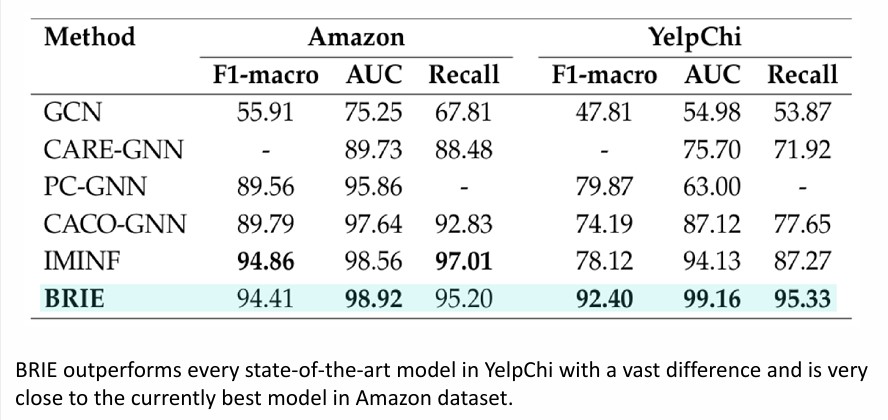 Method Amazon YelpChi
F1-macro AUC Recall F1-macro AUC Recall
GCN 55.91 75.25 67.81 47.81 54.98 53.87
CARE-GNN - 89.73 88.48 - 75.70 71.92
PC-GNN 89.56 95.86 - 79.87 63.00 -
CACO-GNN 89.79 97.64 92.83 74.19 87.12 77.65
IMINF 94.86 98.56 97.01 78.12 94.13 87.27
BRIE 94.41 98.92 95.20 92.40 99.16 95.33
BRIE outperforms every state-of-the-art model in YelpChi with a vast difference and is very
close to the currently best model in Amazon dataset.